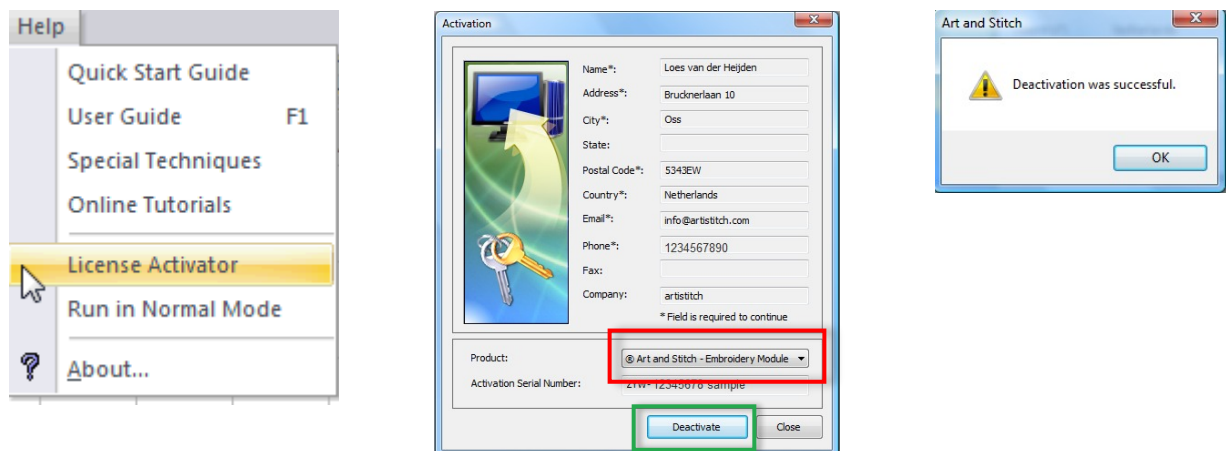 Help
Quick Start Guide
User Guide F1
Special Techniques
Online Tutorials
License Activator
Run in Normal Mode
? About...
Activation
Name*: Loes van der Heijden
Address*: Brucknerlaan 10
City*: Oss
State:
Postal Code*: 5343EW
Country*: Netherlands
Email*: info@artistitch.com
Phone*: 1234567890
Fax:
Company: artistitch
* Field is required to continue
Product: ® Art and Stitch - Embroidery Module
Activation Serial Number: ZYW-12345678 sample
Deactivate Close
Art and Stitch
Deactivation was successful.
OK